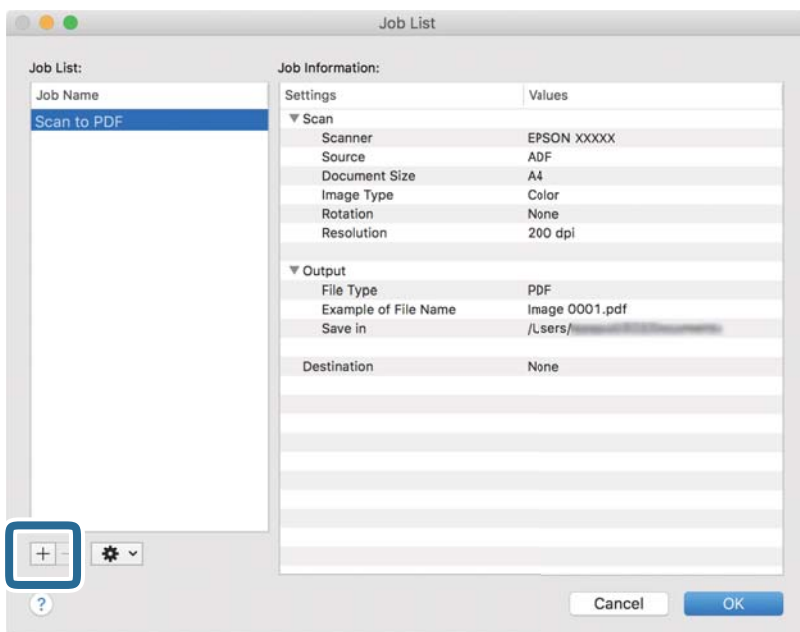 Job List
Job List:
Job Information:
Job Name
Scan to PDF
Settings Values
Scan
Scanner EPSON XXXXX
Source ADF
Document Size A4
Image Type Color
Rotation None
Resolution 200 dpi
Output
File Type PDF
Example of File Name Image 0001.pdf
Save in /Users/
Destination None
+ -
?
Cancel OK